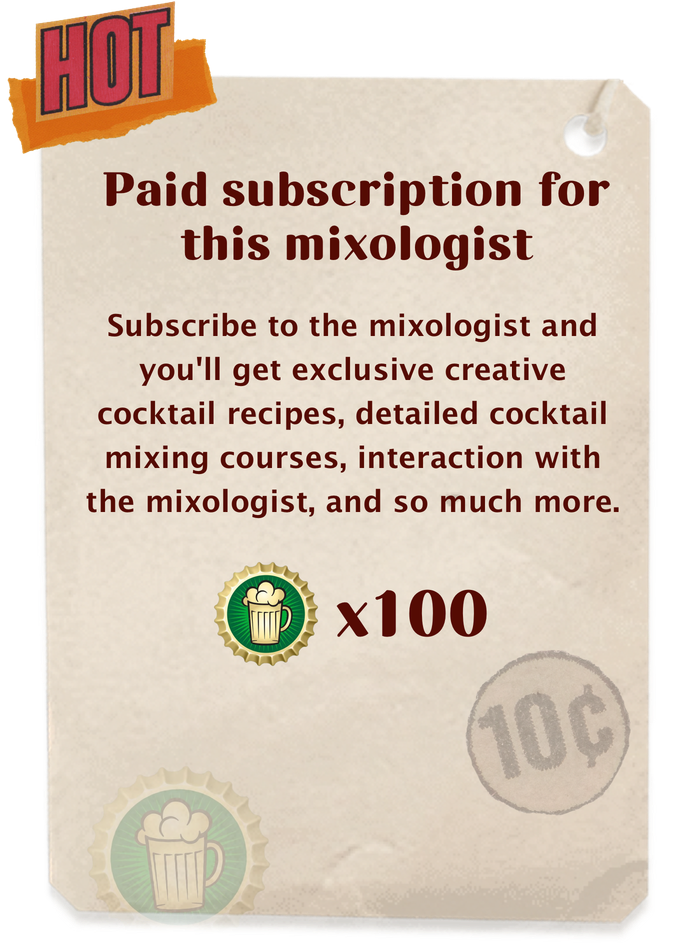 HOT
Paid subscription for
this mixologist
Subscribe to the mixologist and
you'll get exclusive creative
cocktail recipes, detailed cocktail
mixing courses, interaction with
the mixologist, and so much more.
x100
10¢